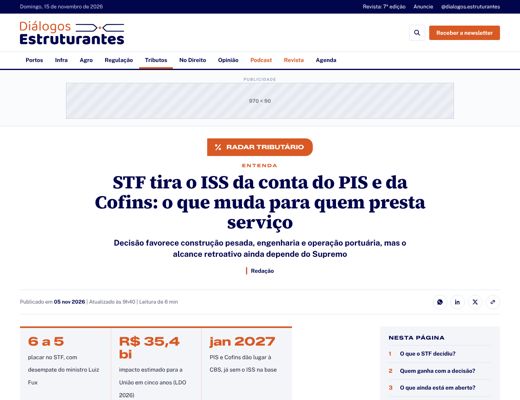 Domingo, 15 de novembro de 2026
Revista: 7ª edição Anuncie @dialogos.estruturantes
Diálogos
Estruturantes
Receber a newsletter
Portos Infra Agro Regulação Tributos No Direito Opinião Podcast Revista Agenda
PUBLICIDADE
970 × 90
RADAR TRIBUTÁRIO
ENTENDA
STF tira o ISS da conta do PIS e da
Cofins: o que muda para quem presta
serviço
Decisão favorece construção pesada, engenharia e operação portuária, mas o
alcance retroativo ainda depende do Supremo
Redação
Publicado em 05 nov 2026 | Atualizado às 9h40 | Leitura de 6 min
6 a 5
placar no STF, com
desempate do ministro Luiz
Fux
R$ 35,4
bi
impacto estimado para a
União em cinco anos (LDO
2026)
jan 2027
PIS e Cofins dão lugar à
CBS, já sem o ISS na base
NESTA PÁGINA
1 O que o STF decidiu?
2 Quem ganha com a decisão?
3 O que ainda está em aberto?